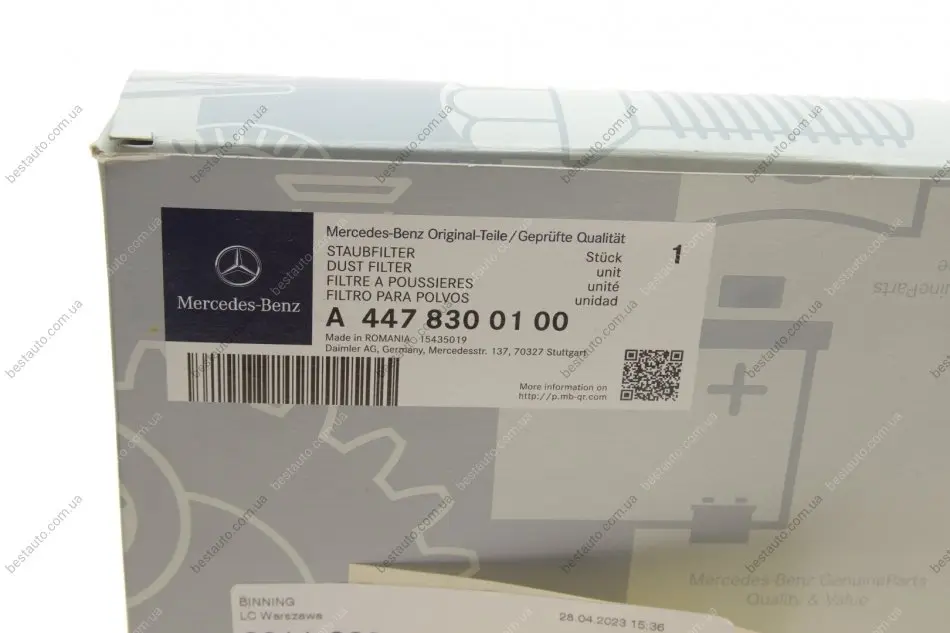 Mercedes-Benz
Mercedes-Benz Original-Teile/Geprüfte Qualität
STAUBFILTER Stück 1
DUST FILTER unit
FILTRE A POUSSIERES unité
FILTRO PARA POLVOS unidad
A 447 830 01 00
Made in ROMANIA 15435019
Daimler AG, Germany, Mercedesstr. 137, 70327 Stuttgart
More information on
http://p.mb-qr.com
Mercedes-Benz GenuineParts
Quality & Value
BINNING
LC Warszawa
28.04.2023 15:36
bestauto.com.ua